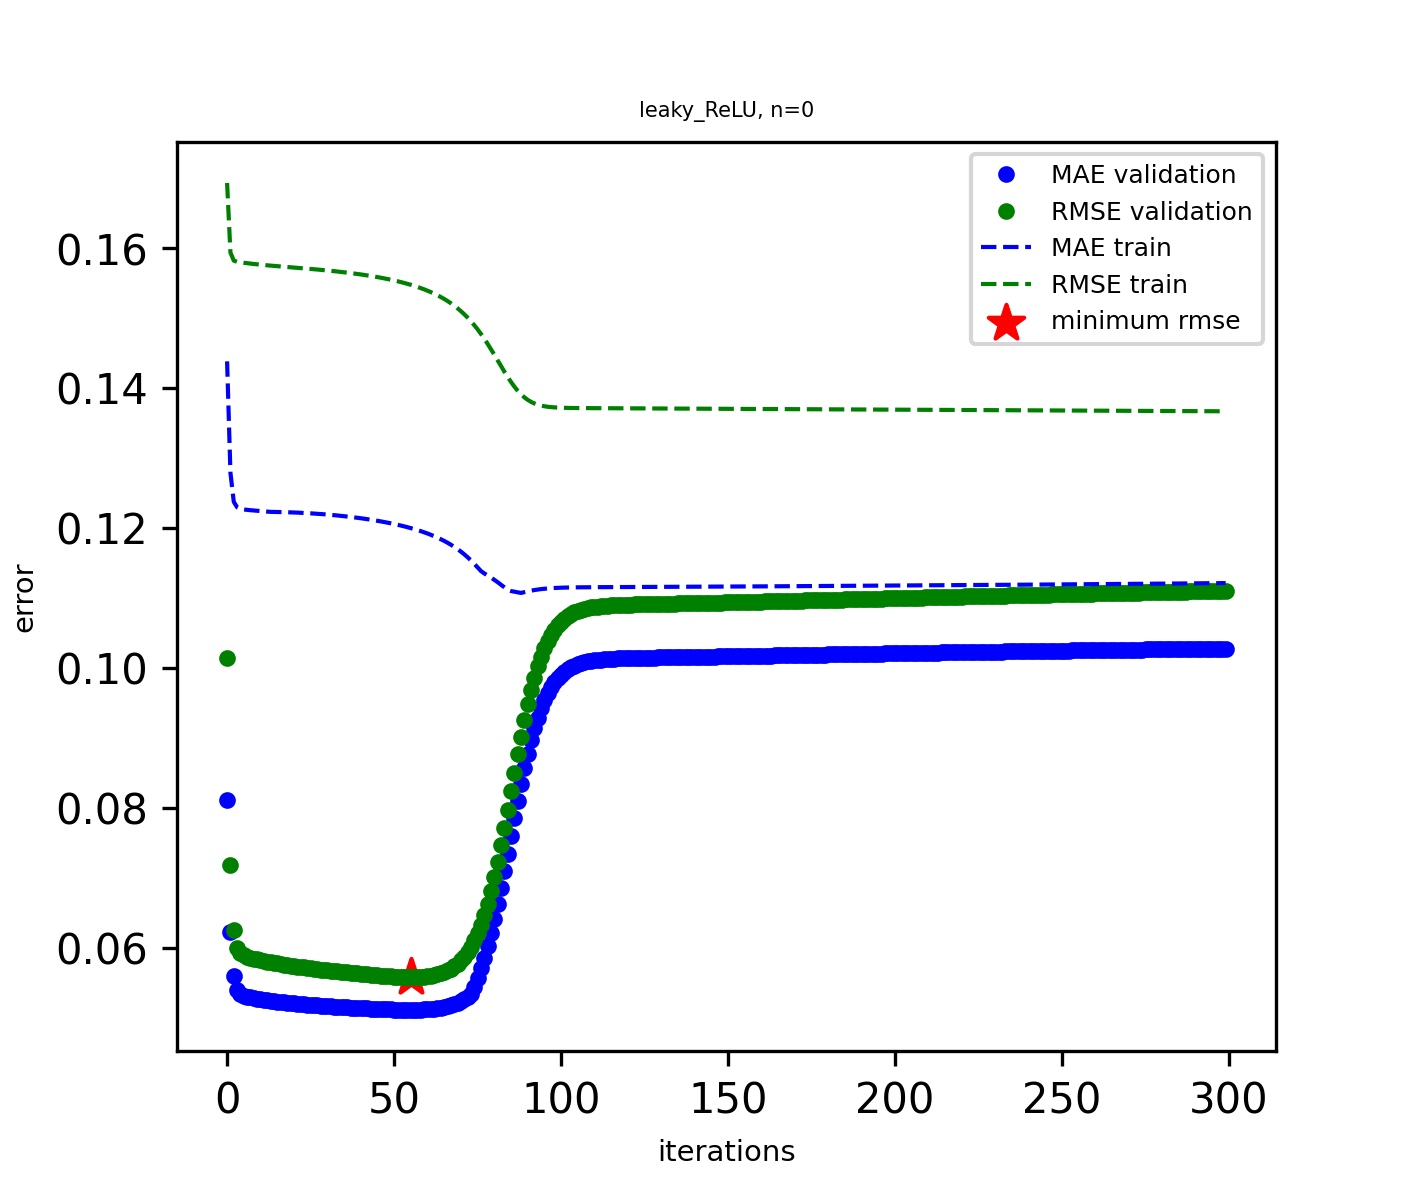 leaky_ReLU, n=0
MAE validation
RMSE validation
MAE train
RMSE train
minimum rmse
0.16
0.14
0.12
0.10
0.08
0.06
error
0 50 100 150 200 250 300
iterations